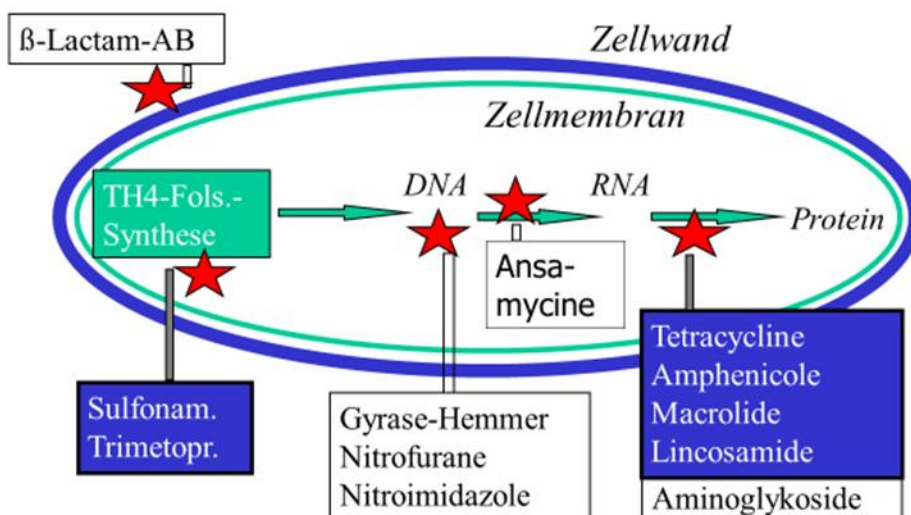 ß-Lactam-AB
Zellwand
Zellmembran
TH4-Fols.-
Synthese
DNA
RNA
Protein
Ansa-
mycine
Sulfonam.
Trimetopr.
Gyrase-Hemmer
Nitrofurane
Nitroimidazole
Tetracycline
Amphenicole
Macrolide
Lincosamide
Aminoglykoside